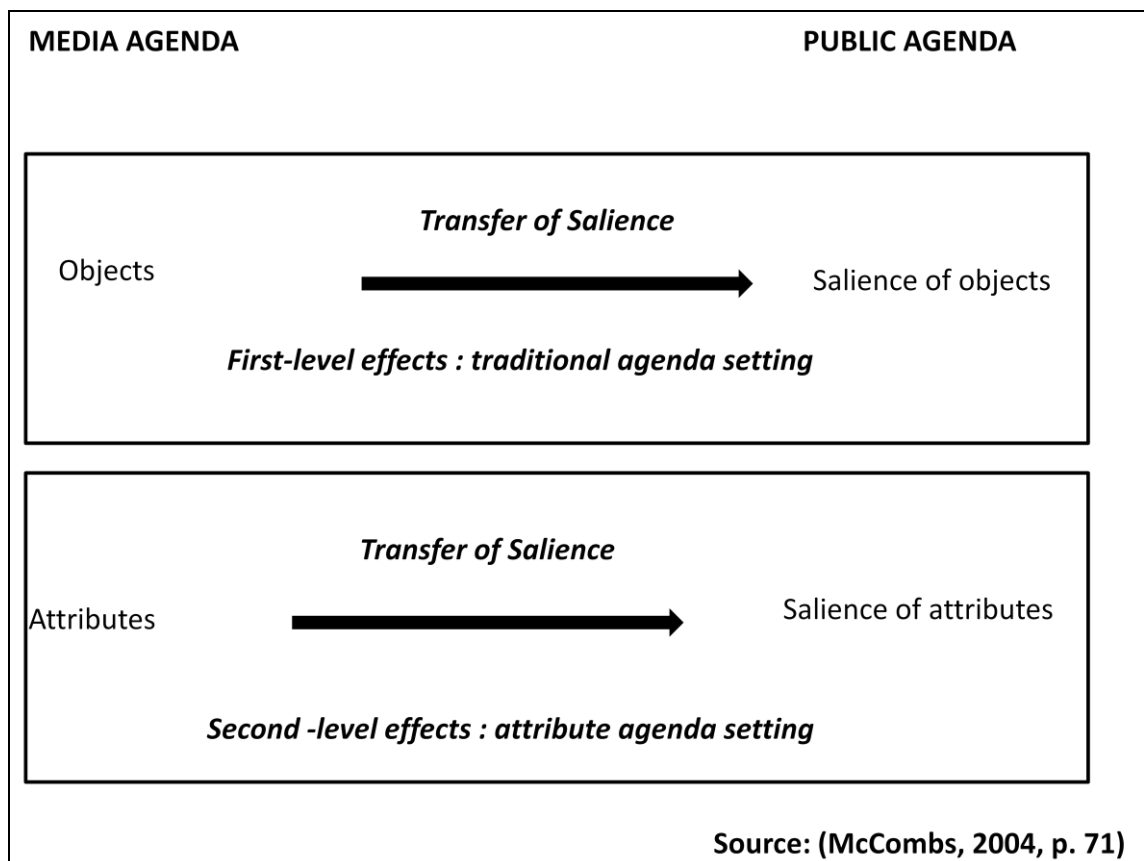 MEDIA AGENDA PUBLIC AGENDA
Transfer of Salience
Objects Salience of objects
First-level effects : traditional agenda setting
Transfer of Salience
Attributes Salience of attributes
Second -level effects : attribute agenda setting
Source: (McCombs, 2004, p. 71)